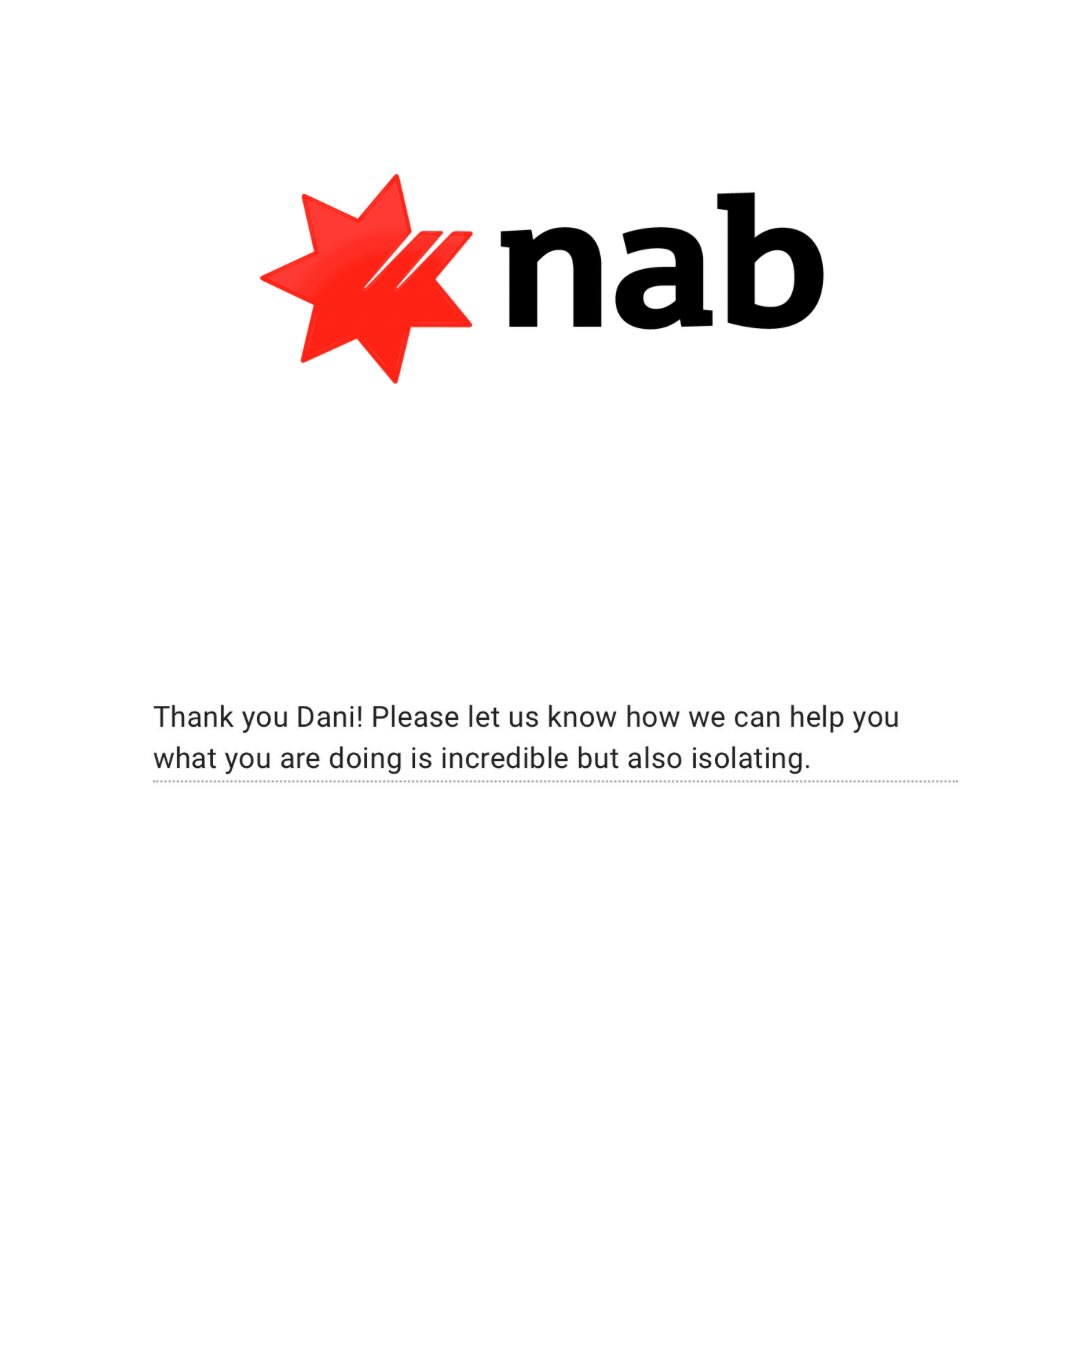 nab
Thank you Dani! Please let us know how we can help you
what you are doing is incredible but also isolating.